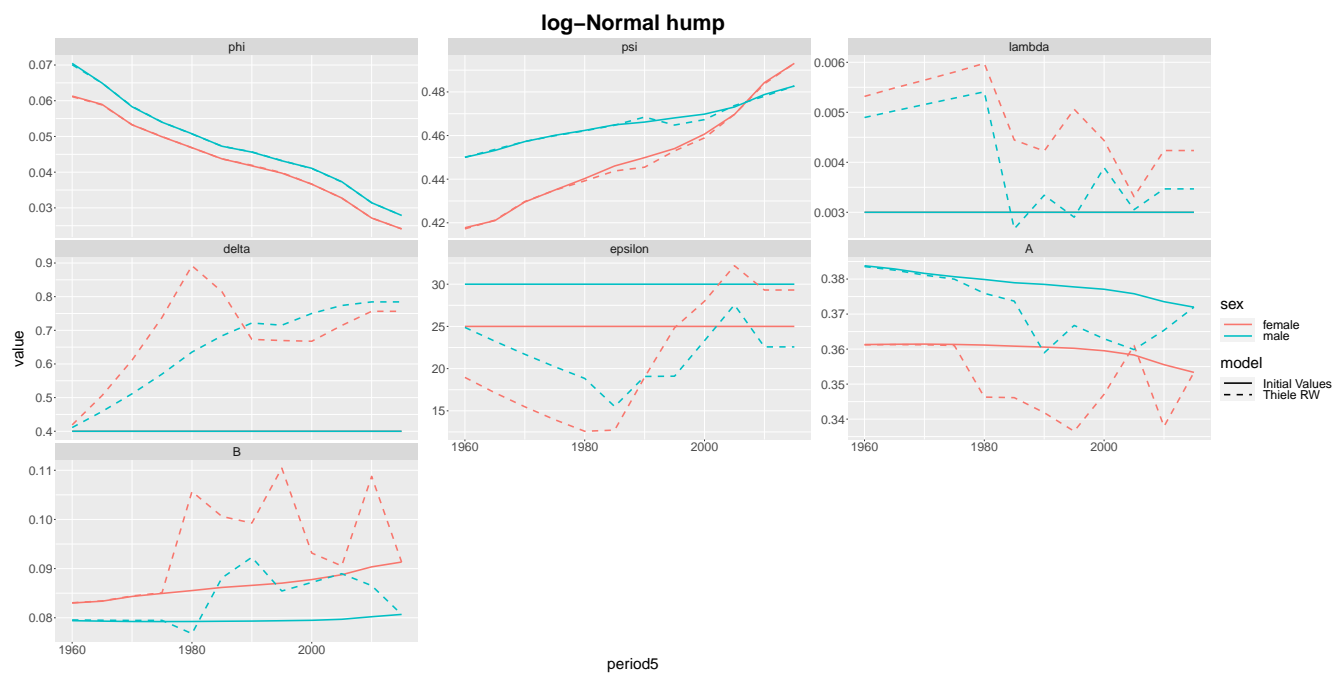 log−Normal hump
phi
psi
lambda
0.07
0.06
0.05
0.04
0.03
0.48
0.46
0.44
0.42
0.006
0.005
0.004
0.003
delta
epsilon
A
0.9
0.8
0.7
0.6
0.5
0.4
30
25
20
15
0.38
0.37
0.36
0.35
0.34
1960
1980
2000
1960
1980
2000
B
0.11
0.10
0.09
0.08
1960
1980
2000
value
period5
sex
female
male
model
Initial Values
Thiele RW